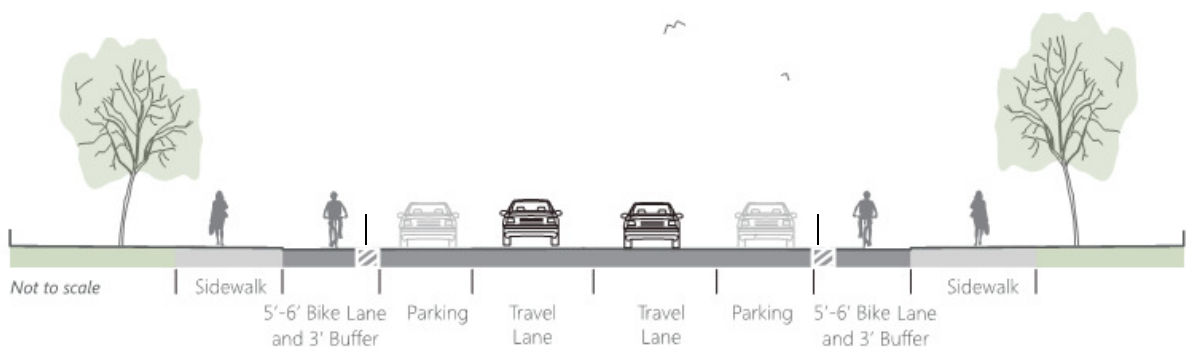 Not to scale
Sidewalk
5'-6' Bike Lane
and 3' Buffer
Parking
Travel
Lane
Travel
Lane
Parking
5'-6' Bike Lane
and 3' Buffer
Sidewalk